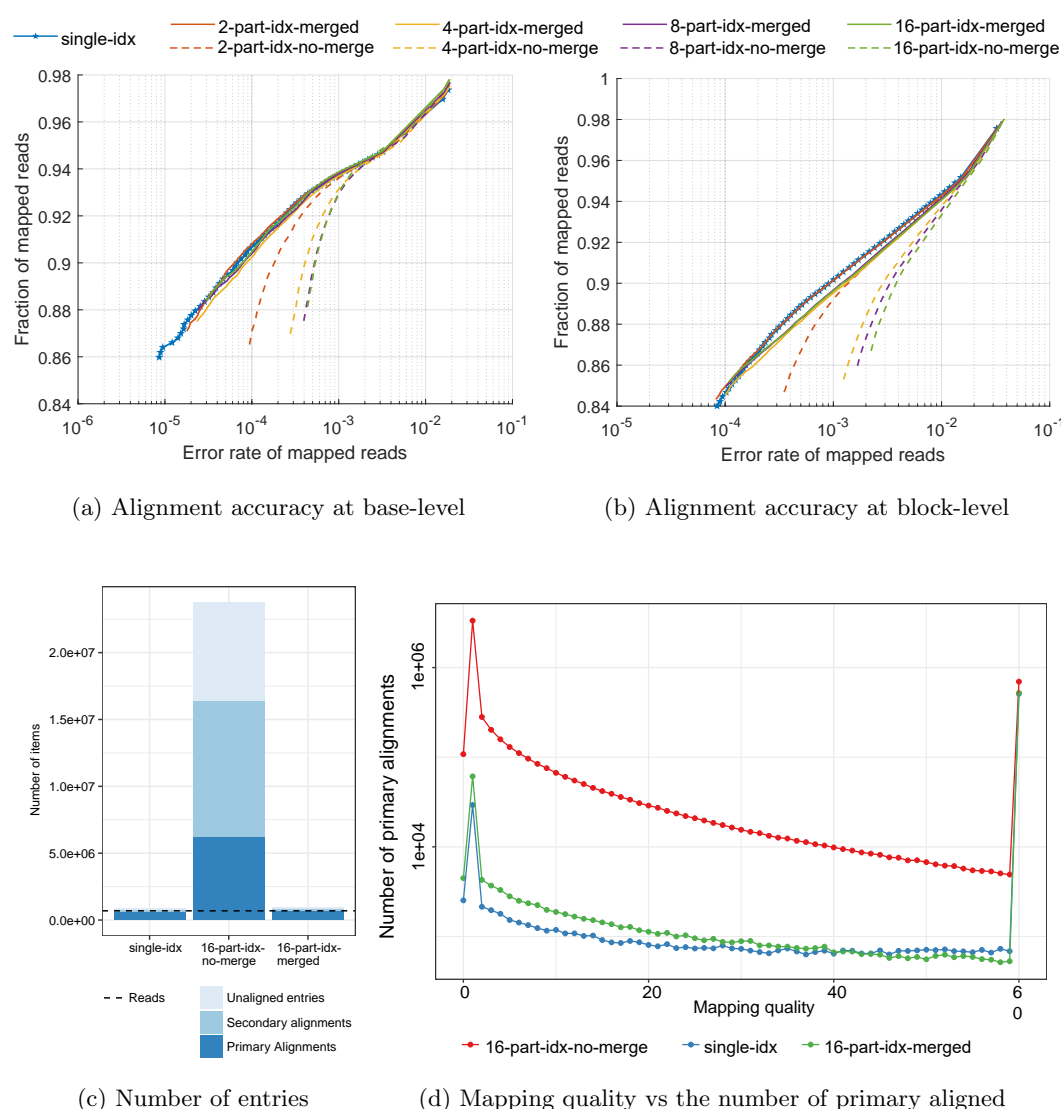 single-idx
2-part-idx-merged
2-part-idx-no-merge
4-part-idx-merged
4-part-idx-no-merge
8-part-idx-merged
8-part-idx-no-merge
16-part-idx-merged
16-part-idx-no-merge
0.98
0.96
0.94
0.92
0.9
0.88
0.86
0.84
Fraction of mapped reads
10-6 10-5 10-4 10-3 10-2 10-1
Error rate of mapped reads
(a) Alignment accuracy at base-level
1
0.98
0.96
0.94
0.92
0.9
0.88
0.86
0.84
Fraction of mapped reads
10-5 10-4 10-3 10-2 10-1
Error rate of mapped reads
(b) Alignment accuracy at block-level
2.0e+07
1.5e+07
1.0e+07
5.0e+06
0.0e+00
Number of items
single-idx
16-part-idx-
no-merge
16-part-idx-
merged
Reads
Unaligned entries
Secondary alignments
Primary Alignments
(c) Number of entries
1e+06
1e+04
Number of primary alignments
0 20 40 6
0
Mapping quality
16-part-idx-no-merge single-idx 16-part-idx-merged
(d) Mapping quality vs the number of primary aligned